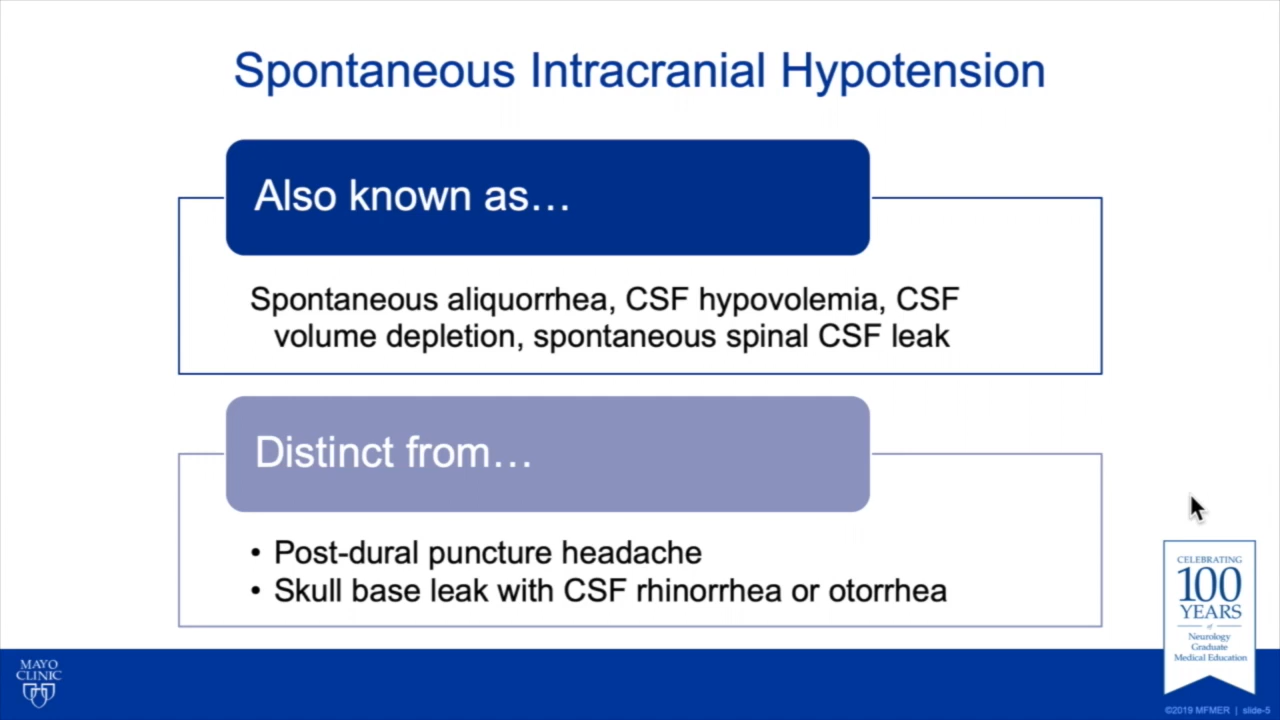 Spontaneous Intracranial Hypotension
Also known as…
Spontaneous aliquorrhea, CSF hypovolemia, CSF
volume depletion, spontaneous spinal CSF leak
Distinct from…
• Post-dural puncture headache
• Skull base leak with CSF rhinorrhea or otorrhea
CELEBRATING
100
YEARS
of
Neurology
Graduate
Medical Education
MAYO
CLINIC
©2019 MFMER | slide-5